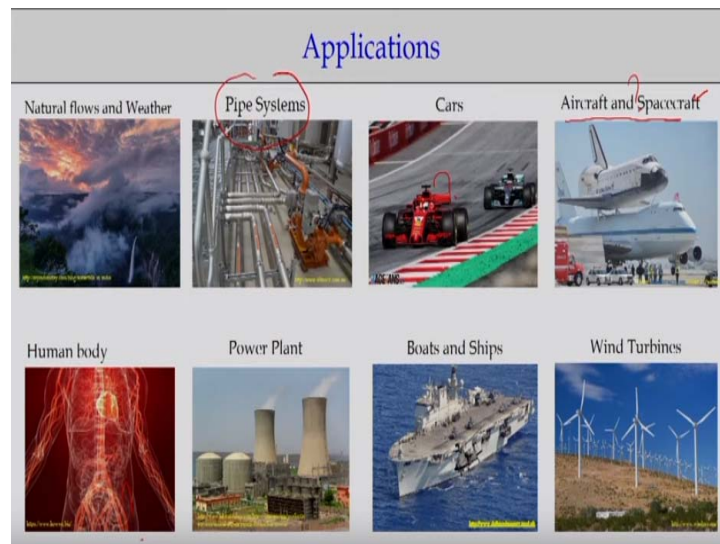 Applications
Natural flows and Weather
Pipe Systems
Cars
Aircraft and Spacecraft
Human body
Power Plant
Boats and Ships
Wind Turbines